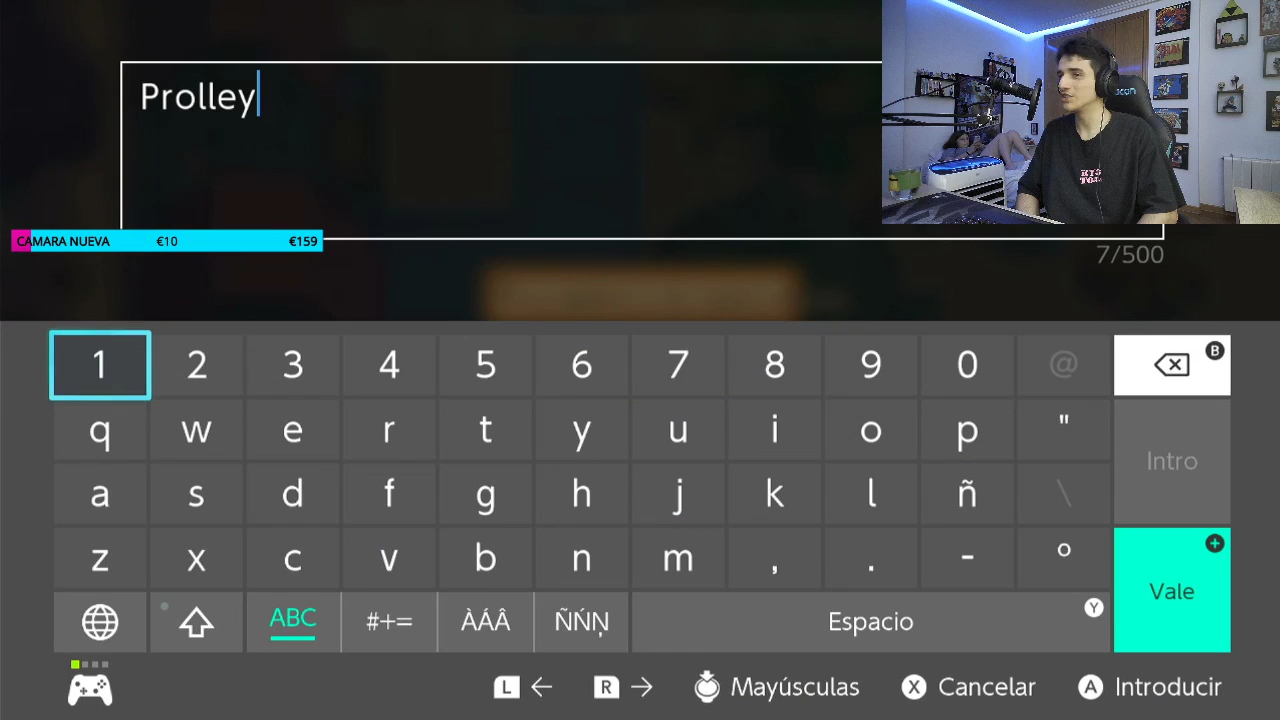 Prolley
CAMARA NUEVA €10 €159
7/500
1 2 3 4 5 6 7 8 9 0 @ B
q w e r t y u i o p "
Intro
a s d f g h j k l ñ \
z x c v b n m , . - º
+
Vale
ABC #+= ÀÁÂ ÑŃŅ Espacio Y
L ← R → Mayúsculas X Cancelar A Introducir